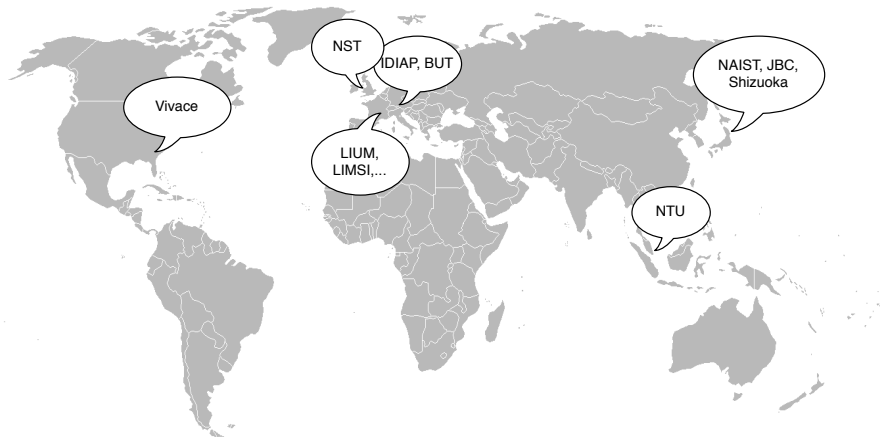 NST
IDIAP, BUT
NAIST, JBC,
Shizuoka
Vivace
LIUM,
LIMSI,...
NTU